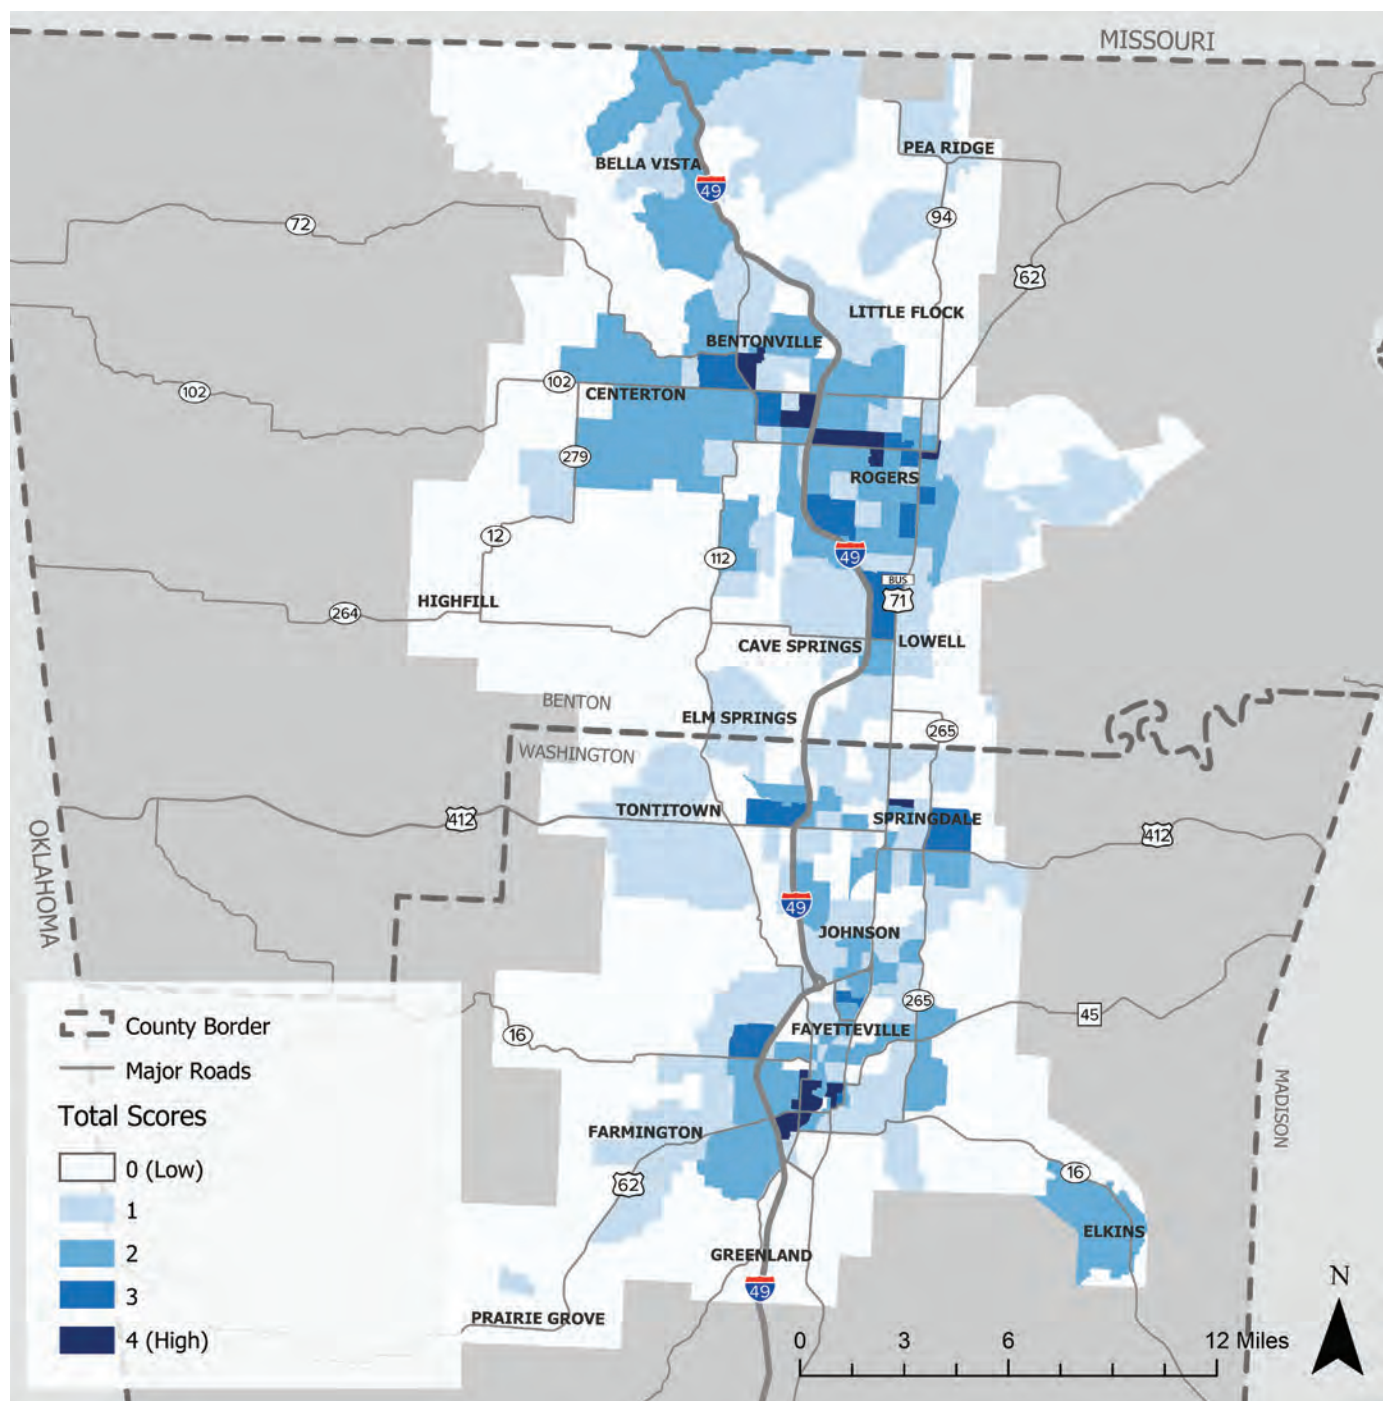 MISSOURI
PEA RIDGE
BELLA VISTA
49
94
72
62
LITTLE FLOCK
BENTONVILLE
102
102
CENTERTON
279
ROGERS
12
112
49
BUS
71
HIGHFILL
264
CAVE SPRINGS
LOWELL
BENTON
ELM SPRINGS
265
WASHINGTON
TONTITOWN
412
SPRINGDALE
412
OKLAHOMA
49
JOHNSON
265
45
16
FAYETTEVILLE
MADISON
FARMINGTON
62
16
ELKINS
GREENLAND
49
PRAIRIE GROVE
County Border
Major Roads
Total Scores
0 (Low)
1
2
3
4 (High)
N
0 3 6 12 Miles